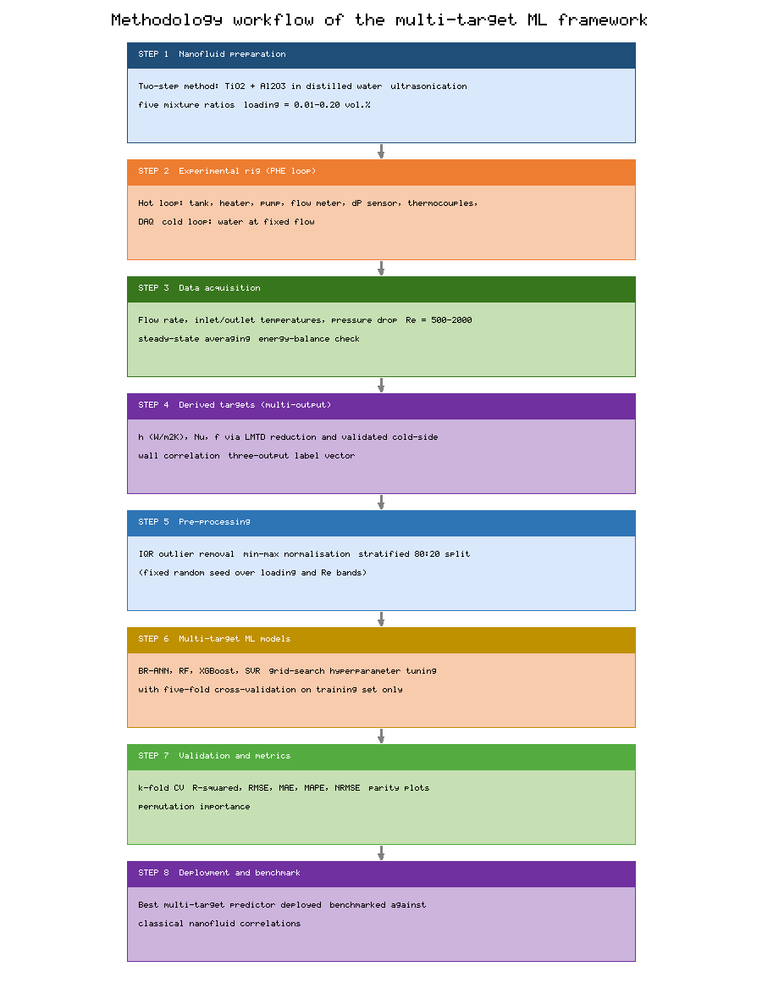 Methodology workflow of the multi-target ML framework
STEP 1  Nanofluid preparation
Two-step method: TiO2 + Al2O3 in distilled water  ultrasonication
five mixture ratios  loading = 0.01-0.20 vol.%
STEP 2  Experimental rig (PHE loop)
Hot loop: tank, heater, pump, flow meter, dP sensor, thermocouples,
DAQ  cold loop: water at fixed flow
STEP 3  Data acquisition
Flow rate, inlet/outlet temperatures, pressure drop  Re = 500-2000
steady-state averaging  energy-balance check
STEP 4  Derived targets (multi-output)
h (W/m2K), Nu, f via LMTD reduction and validated cold-side
wall correlation  three-output label vector
STEP 5  Pre-processing
IQR outlier removal  min-max normalisation  stratified 80:20 split
(fixed random seed over loading and Re bands)
STEP 6  Multi-target ML models
BR-ANN, RF, XGBoost, SVR  grid-search hyperparameter tuning
with five-fold cross-validation on training set only
STEP 7  Validation and metrics
k-fold CV  R-squared, RMSE, MAE, MAPE, NRMSE  parity plots
permutation importance
STEP 8  Deployment and benchmark
Best multi-target predictor deployed  benchmarked against
classical nanofluid correlations